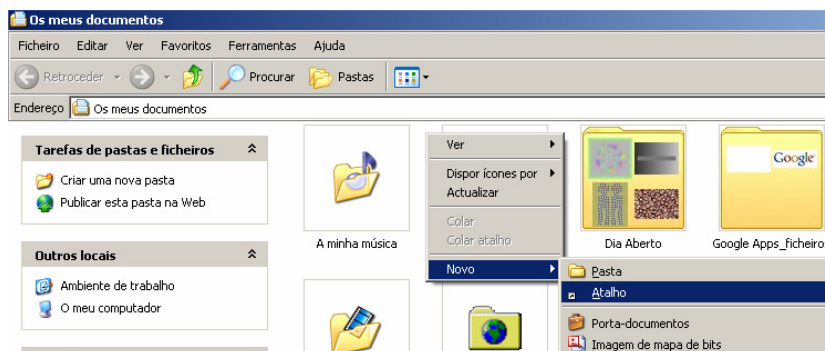 Os meus documentos
Ficheiro Editar Ver Favoritos Ferramentas Ajuda
Retroceder Procurar Pastas
Endereço Os meus documentos
Tarefas de pastas e ficheiros
Criar uma nova pasta
Publicar esta pasta na Web
Outros locais
Ambiente de trabalho
O meu computador
A minha música
Ver
Dispor ícones por
Actualizar
Colar
Colar atalho
Novo
Google
Dia Aberto
Google Apps_ficheiro
Pasta
Atalho
Porta-documentos
Imagem de mapa de bits